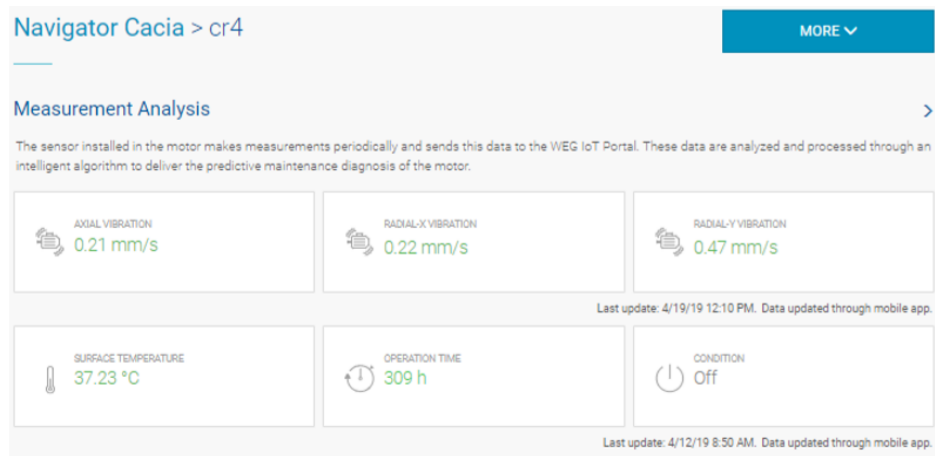 Navigator Cacia > cr4
MORE
Measurement Analysis
The sensor installed in the motor makes measurements periodically and sends this data to the WEG IoT Portal. These data are analyzed and processed through an
intelligent algorithm to deliver the predictive maintenance diagnosis of the motor.
AXIAL VIBRATION
0.21 mm/s
RADIAL-X VIBRATION
0.22 mm/s
RADIAL-Y VIBRATION
0.47 mm/s
Last update: 4/19/19 12:10 PM. Data updated through mobile app.
SURFACE TEMPERATURE
37.23 °C
OPERATION TIME
309 h
CONDITION
Off
Last update: 4/12/19 8:50 AM. Data updated through mobile app.